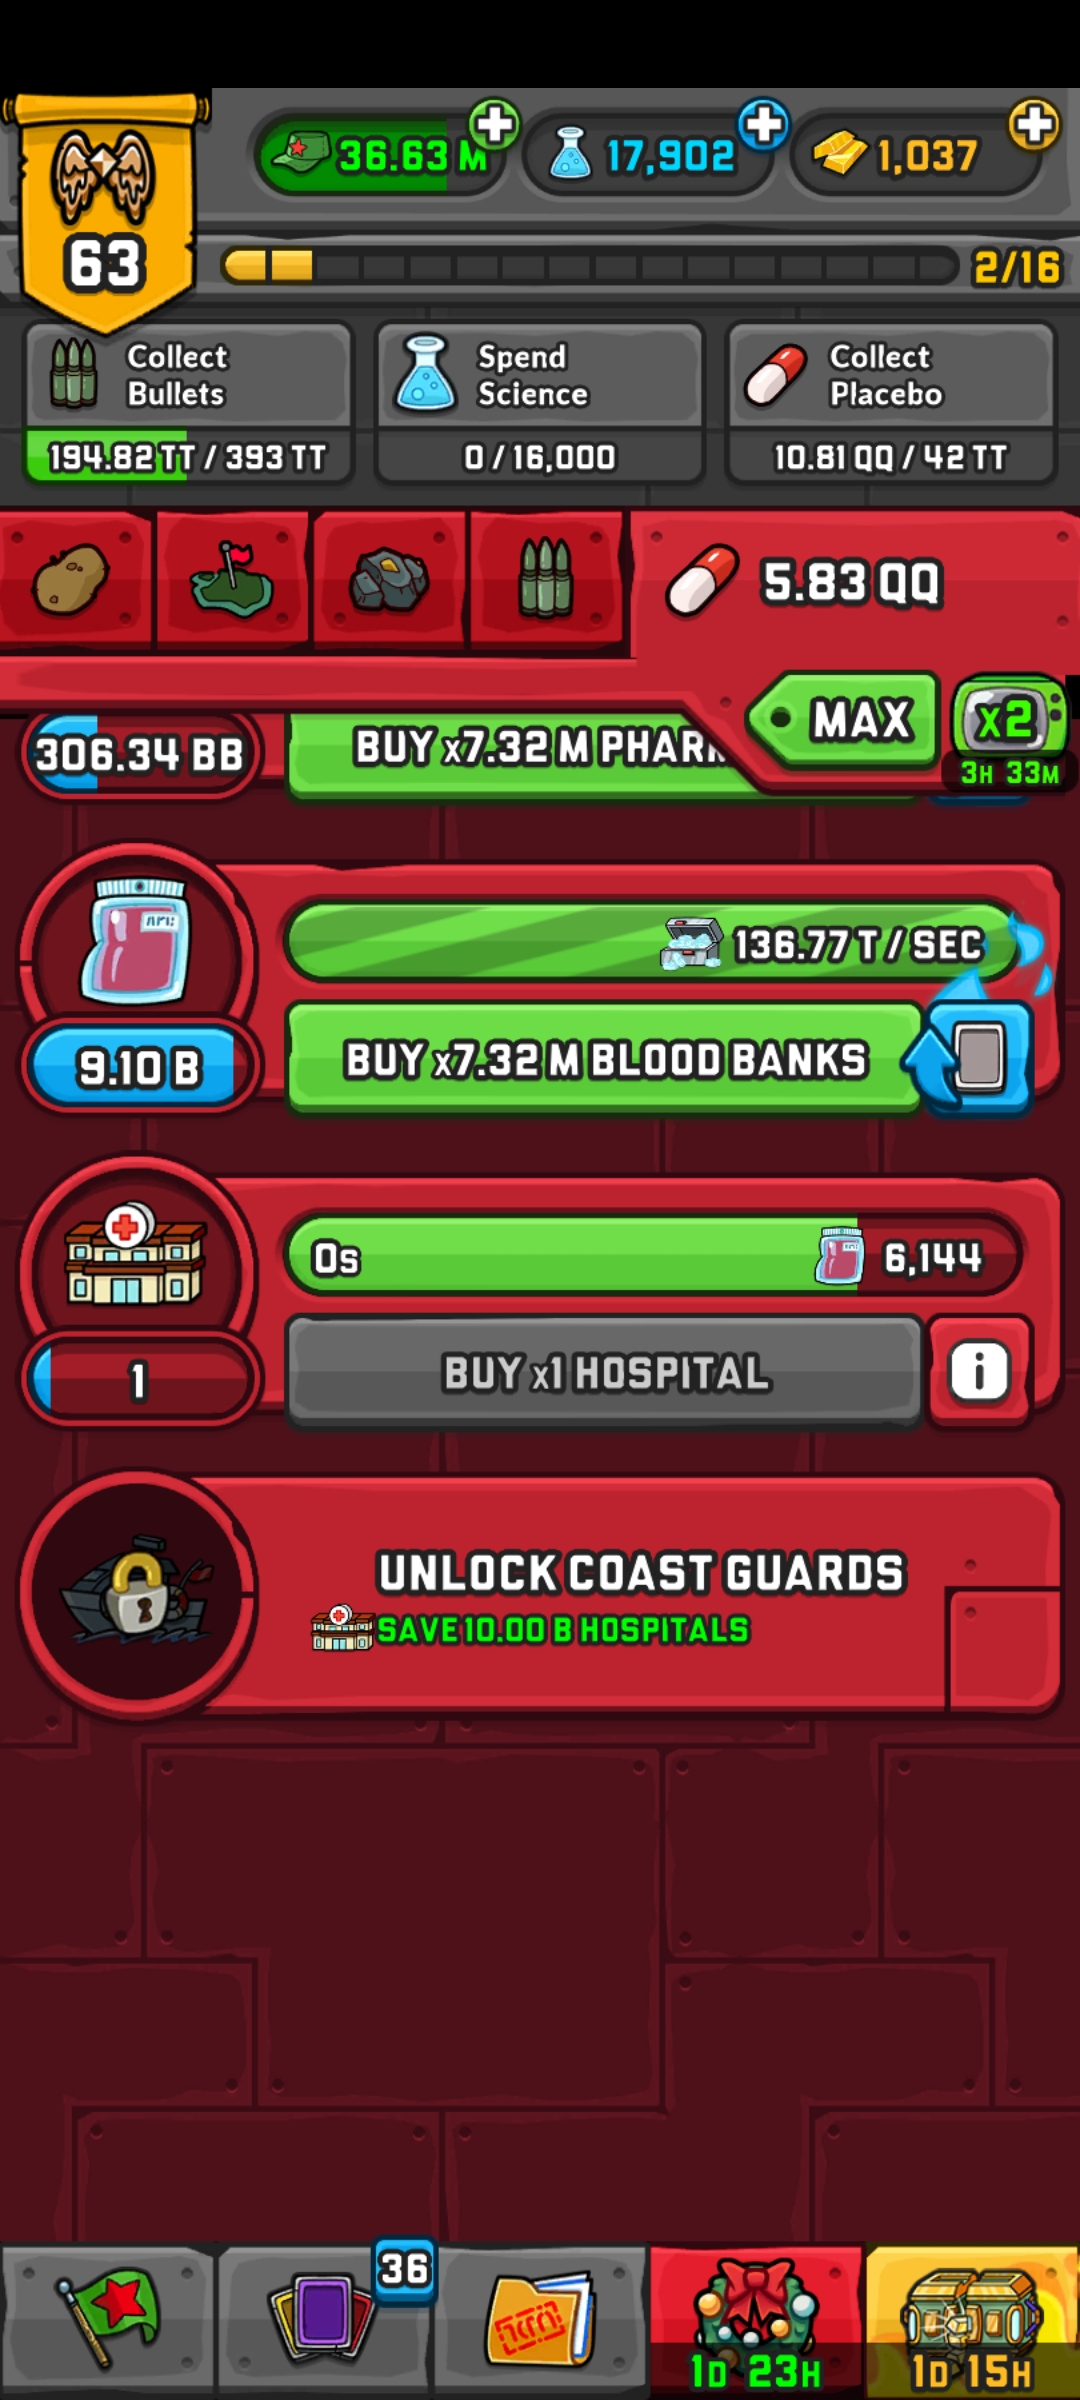 36.63 M
17,902
1,037
63
2/16
Collect
Bullets
194.82 TT / 393 TT
Spend
Science
0 / 16,000
Collect
Placebo
10.81 QQ / 42 TT
5.83 QQ
MAX
x2
3H 33M
306.34 BB
BUY x7.32 M PHARM
136.77 T / SEC
9.10 B
BUY x7.32 M BLOOD BANKS
0s
6,144
1
BUY x1 HOSPITAL
i
UNLOCK COAST GUARDS
SAVE 10.00 B HOSPITALS
36
1D 23H
1D 15H